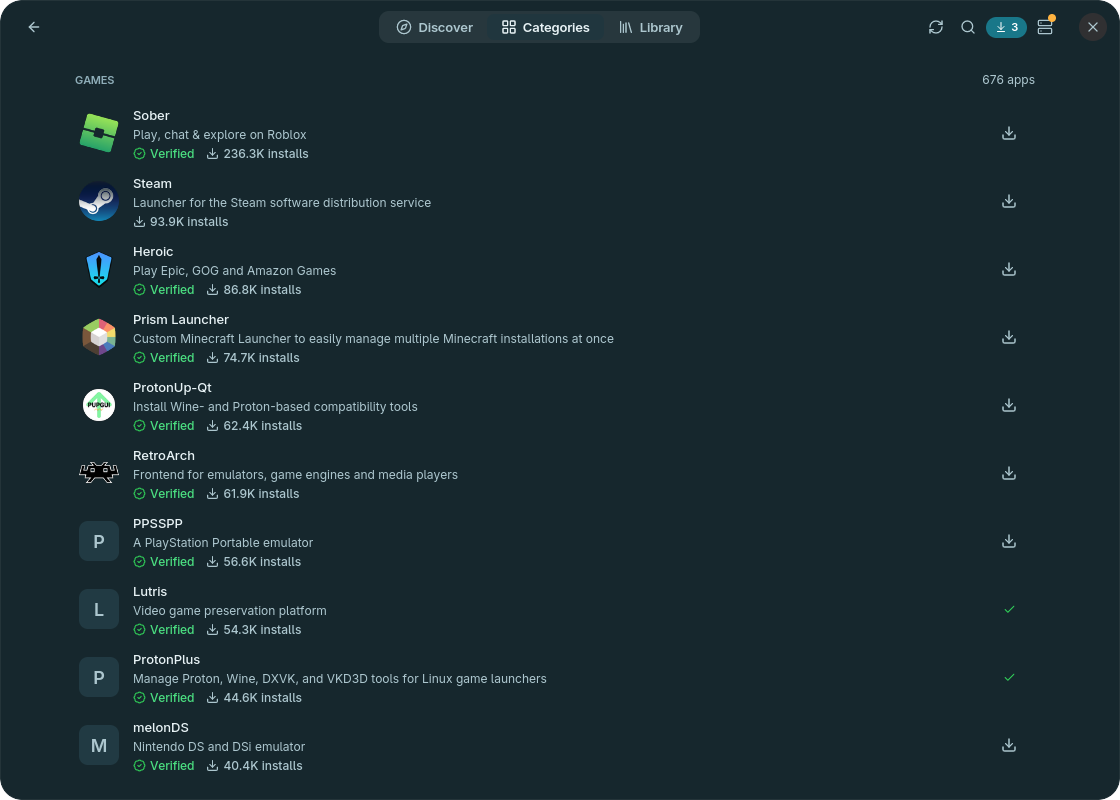 Discover
Categories
Library
3
GAMES
676 apps
Sober
Play, chat & explore on Roblox
Verified 236.3K installs
Steam
Launcher for the Steam software distribution service
93.9K installs
Heroic
Play Epic, GOG and Amazon Games
Verified 86.8K installs
Prism Launcher
Custom Minecraft Launcher to easily manage multiple Minecraft installations at once
Verified 74.7K installs
PUPGUI
ProtonUp-Qt
Install Wine- and Proton-based compatibility tools
Verified 62.4K installs
RetroArch
Frontend for emulators, game engines and media players
Verified 61.9K installs
P
PPSSPP
A PlayStation Portable emulator
Verified 56.6K installs
L
Lutris
Video game preservation platform
Verified 54.3K installs
P
ProtonPlus
Manage Proton, Wine, DXVK, and VKD3D tools for Linux game launchers
Verified 44.6K installs
M
melonDS
Nintendo DS and DSi emulator
Verified 40.4K installs